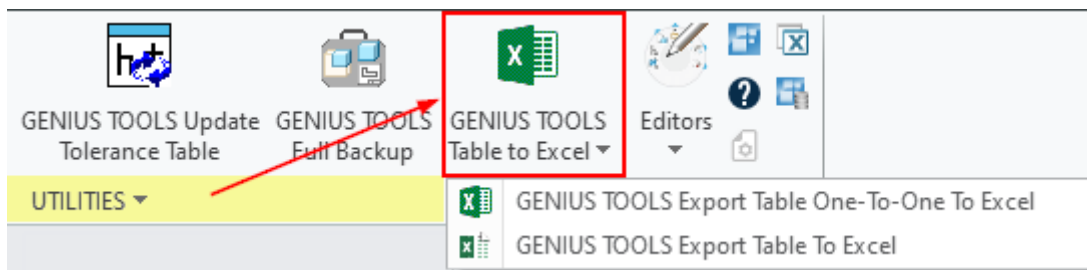 hst
GENIUS TOOLS Update
Tolerance Table
GENIUS TOOLS
Full Backup
GENIUS TOOLS
Table to Excel
Editors
UTILITIES
GENIUS TOOLS Export Table One-To-One To Excel
GENIUS TOOLS Export Table To Excel